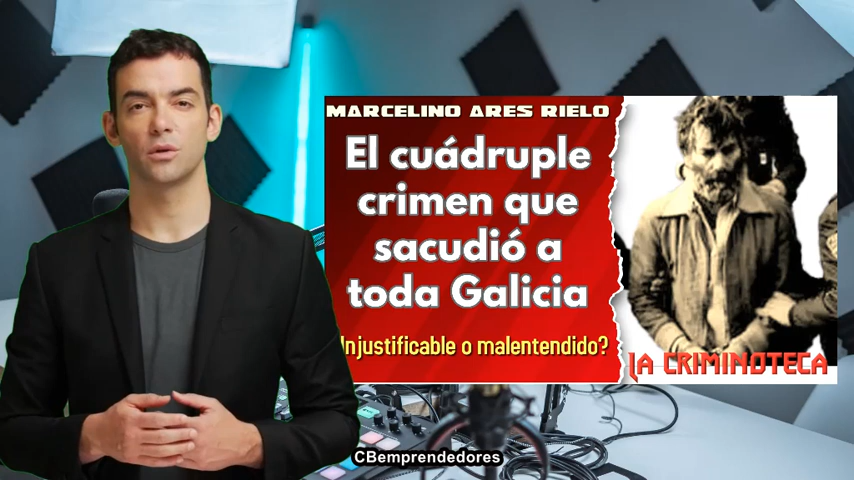 MARCELINO ARES RIELO
El cuádruple
crimen que
sacudió a
toda Galicia
Injustificable o malentendido?
LA CRIMINOTECA
CBemprendedores